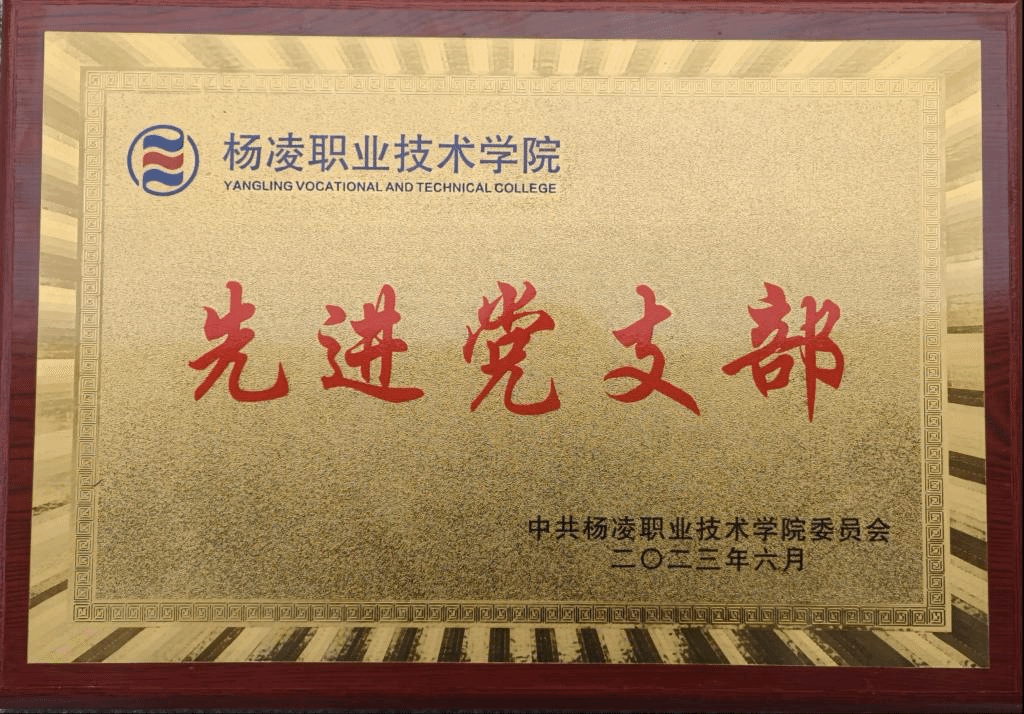 杨凌职业技术学院
YANGLING VOCATIONAL AND TECHNICAL COLLEGE
先进党支部
中共杨凌职业技术学院委员会
二〇二三年六月